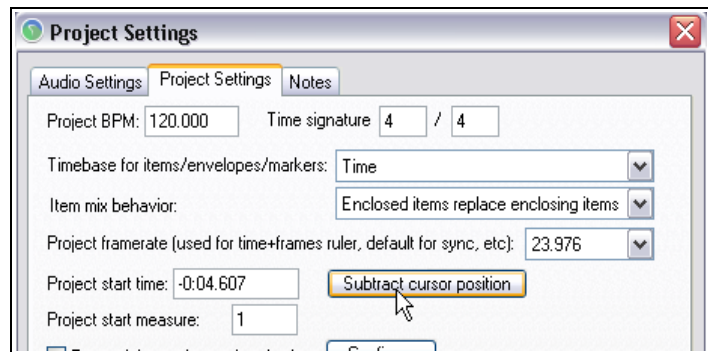 Project Settings
Audio Settings Project Settings Notes
Project BPM: 120.000 Time signature 4 / 4
Timebase for items/envelopes/markers: Time
Item mix behavior: Enclosed items replace enclosing items
Project framerate (used for time+frames ruler, default for sync, etc): 23.976
Project start time: -0:04.607 Subtract cursor position
Project start measure: 1